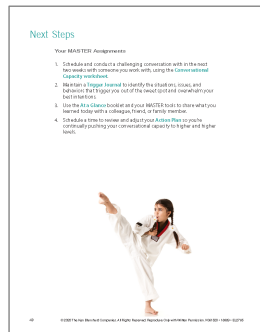 Next Steps
Your MASTER Assignments
1. Schedule and conduct a challenging conversation with in the next
two weeks with someone you work with, using the Conversational
Capacity worksheet.
2. Maintain a Trigger Journal to identify the situations, issues, and
behaviors that trigger you out of the sweet spot and overwhelm your
best intentions.
3. Use the At a Glance booklet and your MASTER tools to share what you
learned today with a colleague, friend, or family member.
4. Schedule a time to review and adjust your Action Plan so you're
continually pushing your conversational capacity to higher and higher
levels.
All Rights Reserved.